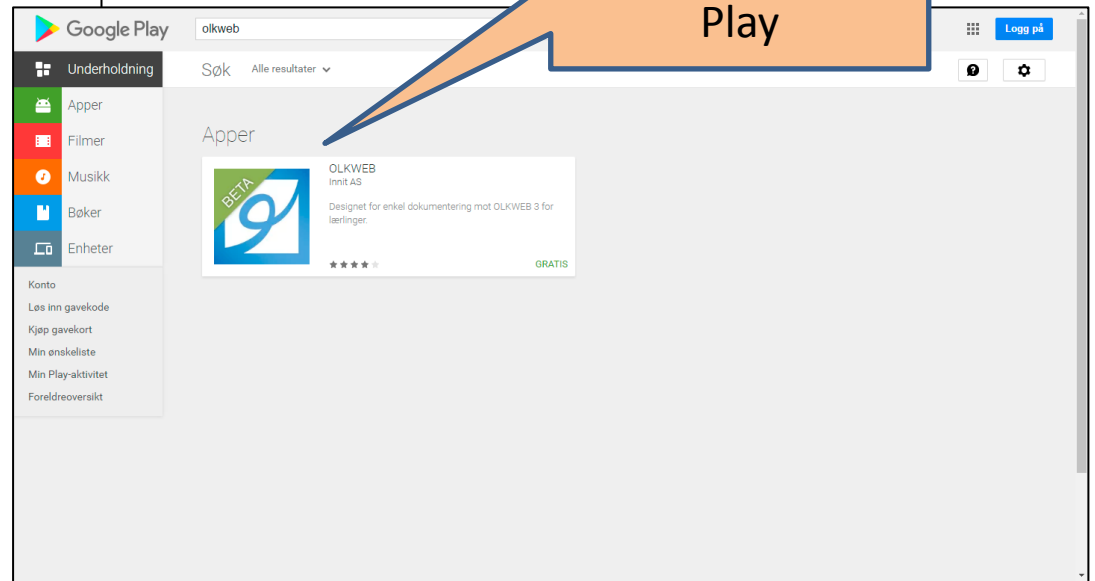 Play
Google Play
olkweb
Logg på
Underholdning
Søk
Alle resultater
Apper
Filmer
Musikk
Bøker
Enheter
Konto
Løs inn gavekode
Kjøp gavekort
Min ønskeliste
Min Play-aktivitet
Foreldreoversikt
Apper
BETA
OLKWEB
Innit AS
Designet for enkel dokumentering mot OLKWEB 3 for
lærlinger.
GRATIS